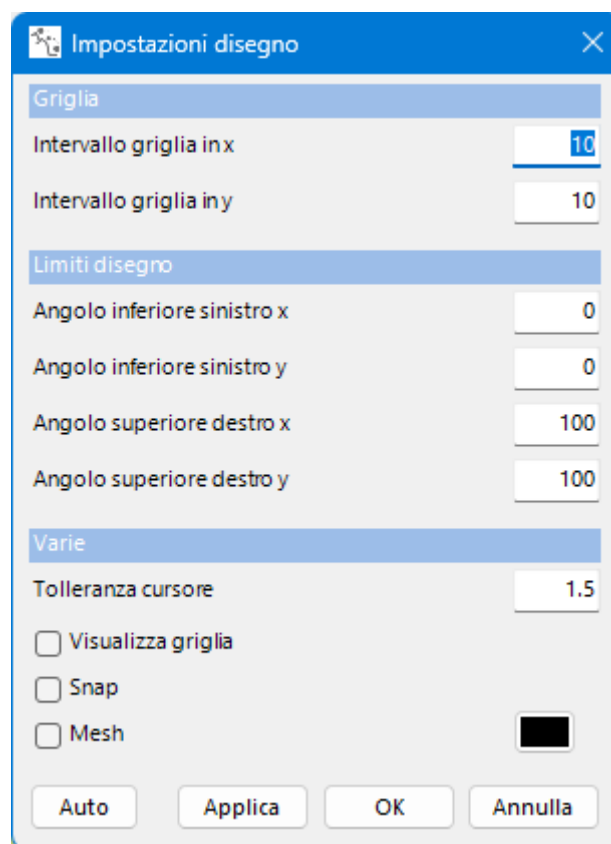 Impostazioni disegno
Griglia
Intervallo griglia in x 10
Intervallo griglia in y 10
Limiti disegno
Angolo inferiore sinistro x 0
Angolo inferiore sinistro y 0
Angolo superiore destro x 100
Angolo superiore destro y 100
Varie
Tolleranza cursore 1.5
Visualizza griglia
Snap
Mesh
Auto Applica OK Annulla